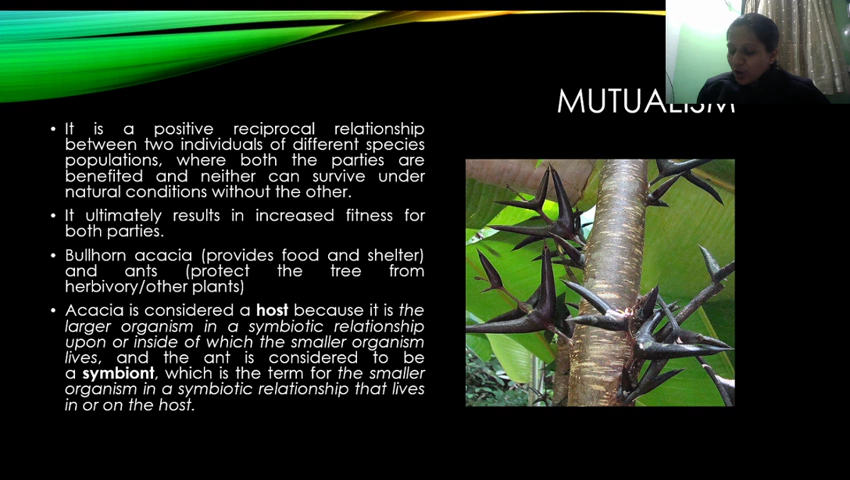 MUTUALISM
• It is a positive reciprocal relationship
between two individuals of different species
populations, where both the parties are
benefited and neither can survive under
natural conditions without the other.
• It ultimately results in increased fitness for
both parties.
• Bullhorn acacia (provides food and shelter)
and ants (protect the tree from
herbivory/other plants)
• Acacia is considered a host because it is the
larger organism in a symbiotic relationship
upon or inside of which the smaller organism
lives, and the ant is considered to be
a symbiont, which is the term for the smaller
organism in a symbiotic relationship that lives
in or on the host.